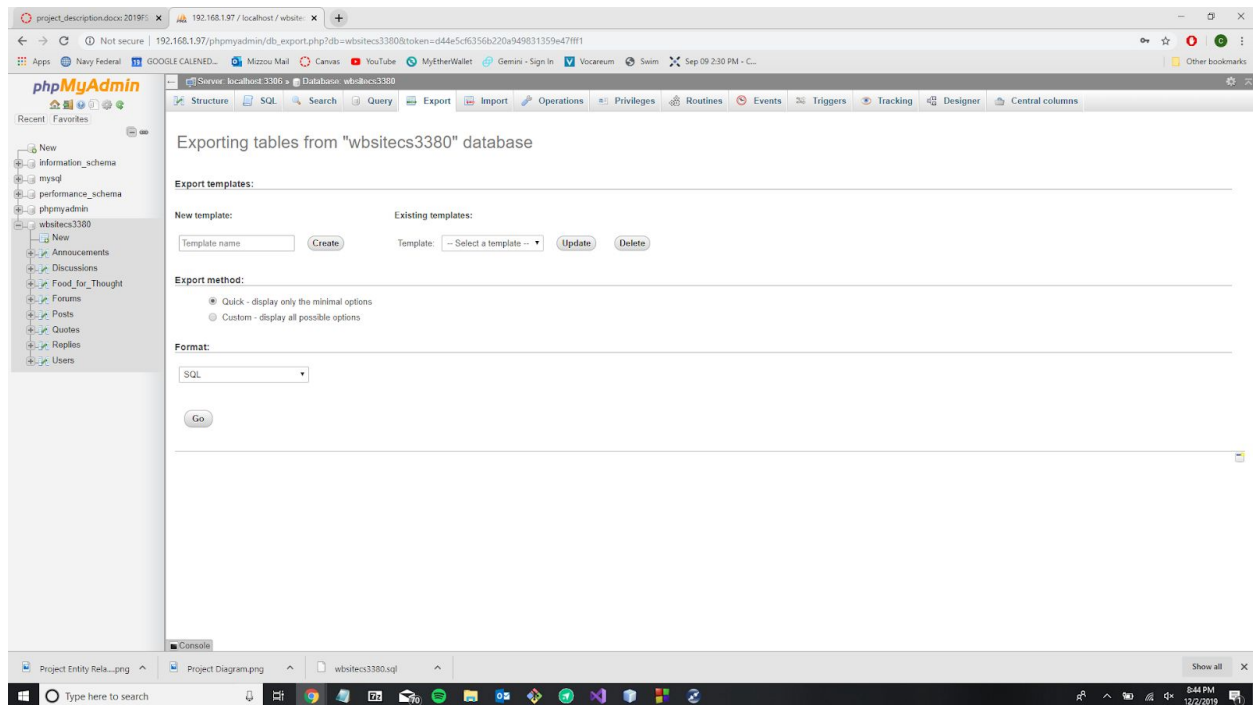 project_description.docx: 2019FS
192.168.1.97 / localhost / wbsitec
Not secure | 192.168.1.97/phpmyadmin/db_export.php?db=wbsitecs3380&token=d44e5cf6356b220a949831359e47fff1
Apps Navy Federal GOOGLE CALENED... Mizzou Mail Canvas YouTube MyEtherWallet Gemini - Sign In Vocareum Swim Sep 09 2:30 PM - C... Other bookmarks
phpMyAdmin
Recent Favorites
New
information_schema
mysql
performance_schema
phpmyadmin
wbsitecs3380
New
Annoucements
Discussions
Food_for_Thought
Forums
Posts
Quotes
Replies
Users
Server: localhost:3306 » Database: wbsitecs3380
Structure SQL Search Query Export Import Operations Privileges Routines Events Triggers Tracking Designer Central columns
Exporting tables from "wbsitecs3380" database
Export templates:
New template: Existing templates:
Template name Create Template: -- Select a template -- Update Delete
Export method:
Quick - display only the minimal options
Custom - display all possible options
Format:
SQL
Go
Console
Project Entity Rela....png Project Diagram.png wbsitecs3380.sql Show all
Type here to search
70
8:44 PM
12/2/2019